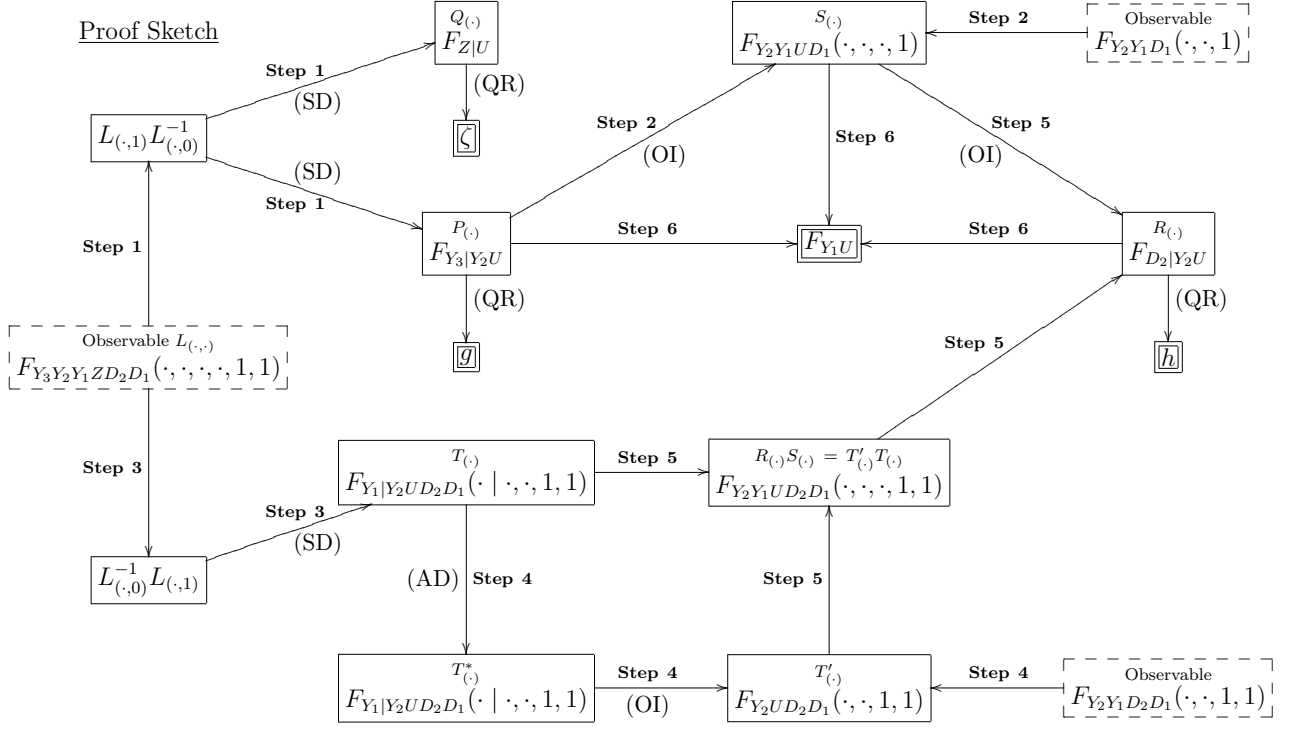 Proof Sketch
Q_{(·)}
F_{Z|U}
S_{(·)}
F_{Y_2Y_1UD_1}(·, ·, ·, 1)
Step 2
Observable
F_{Y_2Y_1D_1}(·, ·, 1)
Step 1
(SD)
(QR)
ζ
L_{(·,1)}L^{-1}_{(·,0)}
Step 2
(OI)
Step 6
Step 5
(OI)
(SD)
Step 1
Step 1
P_{(·)}
F_{Y_3|Y_2U}
Step 6
F_{Y_1U}
Step 6
R_{(·)}
F_{D_2|Y_2U}
(QR)
g
(QR)
h
Observable L_{(·,·)}
F_{Y_3Y_2Y_1ZD_2D_1}(·, ·, ·, ·, 1, 1)
Step 5
Step 3
T_{(·)}
F_{Y_1|Y_2UD_2D_1}(· | ·, ·, 1, 1)
Step 5
R_{(·)}S_{(·)} = T'_{(·)}T_{(·)}
F_{Y_2Y_1UD_2D_1}(·, ·, ·, 1, 1)
Step 3
(SD)
L^{-1}_{(·,0)}L_{(·,1)}
(AD)
Step 4
Step 5
T^*_{(·)}
F_{Y_1|Y_2UD_2D_1}(· | ·, ·, 1, 1)
Step 4
(OI)
T'_{(·)}
F_{Y_2UD_2D_1}(·, ·, 1, 1)
Step 4
Observable
F_{Y_2Y_1D_2D_1}(·, ·, 1, 1)